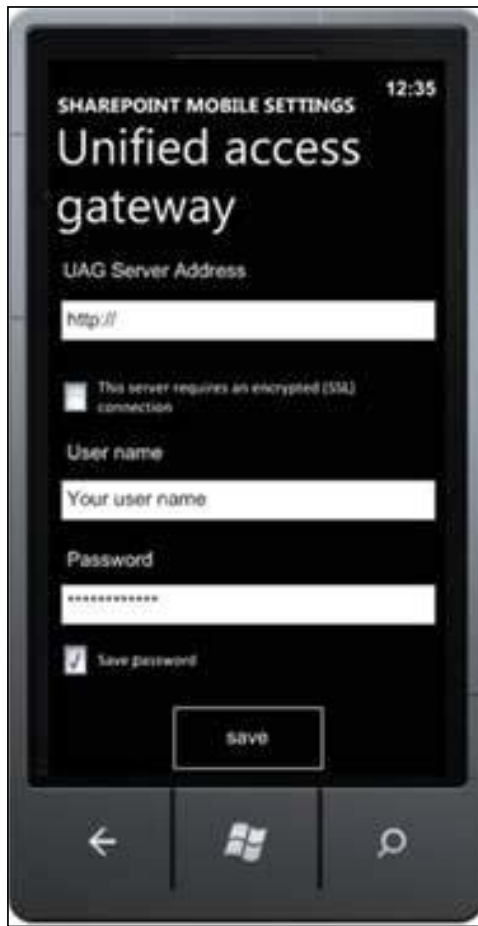 12:35
SHAREPOINT MOBILE SETTINGS
Unified access
gateway
UAG Server Address
http://
This server requires an encrypted (SSL)
connection
User name
Your user name
Password
************
Save password
save